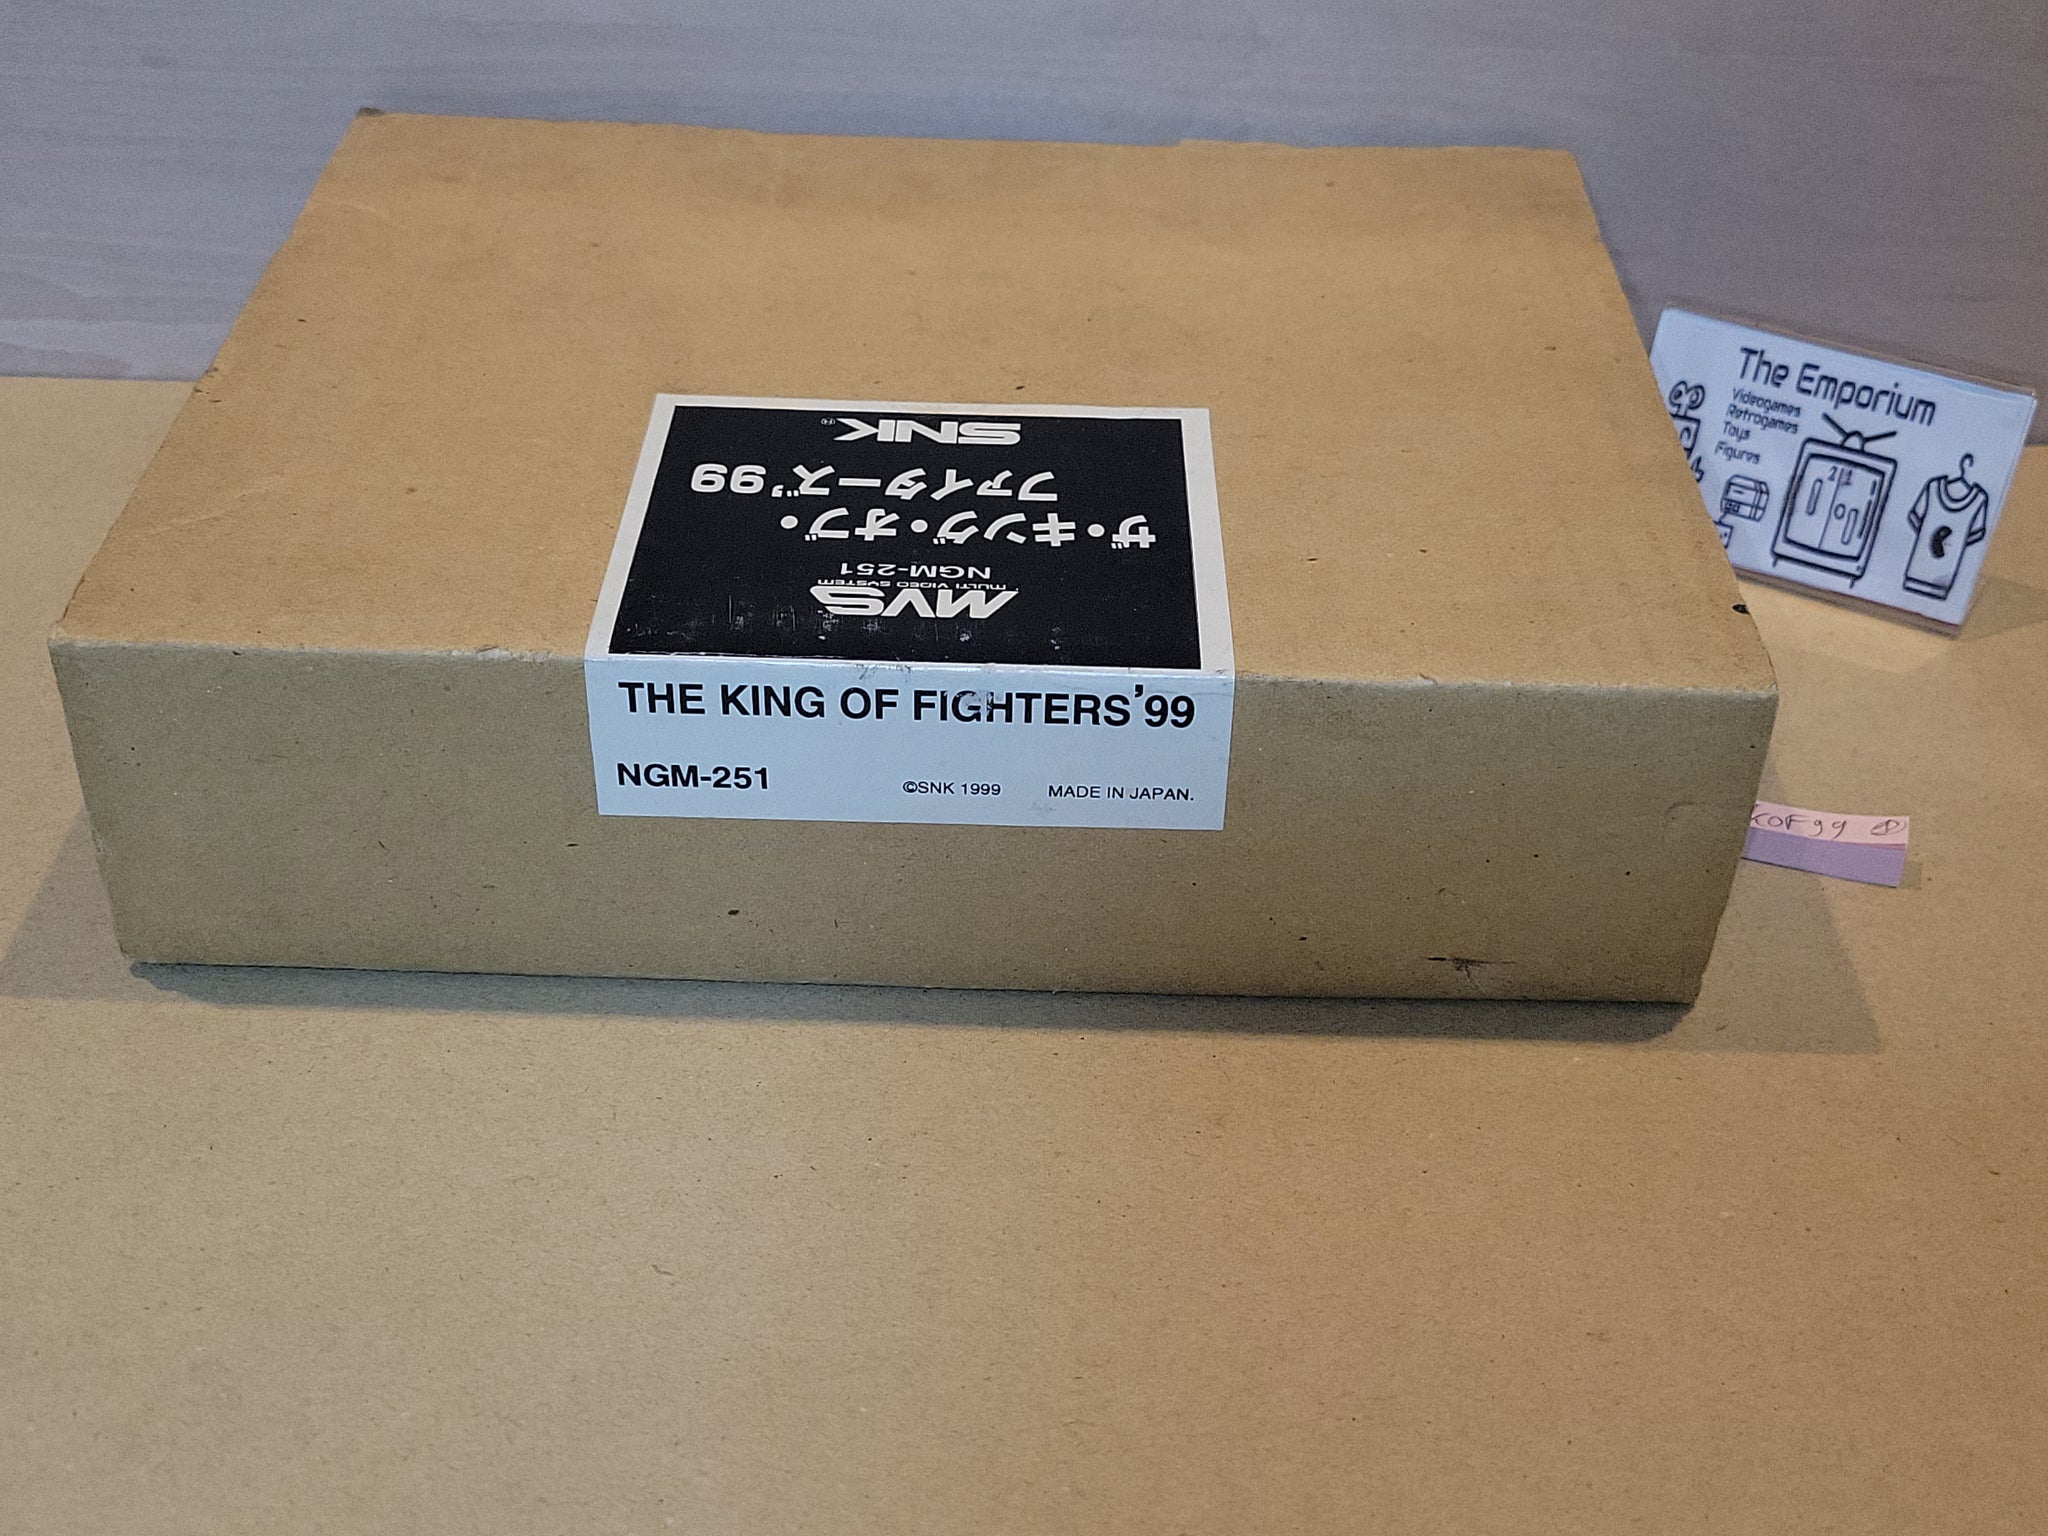 SNK®
ザ・キング・オブ・
ファイターズ'99
NGM-251
MVS
MULTI VIDEO SYSTEM
THE KING OF FIGHTERS'99
NGM-251
©SNK 1999 MADE IN JAPAN.
The Emporium
Videogames
Retrogames
Toys
Figures
21
KOF99